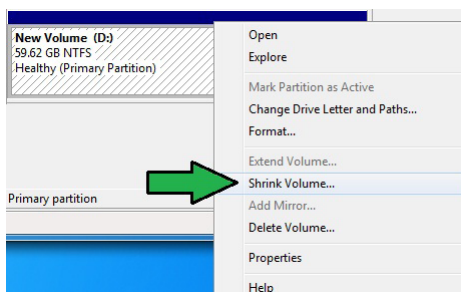 New Volume (D:)
59.62 GB NTFS
Healthy (Primary Partition)
Primary partition
Open
Explore
Mark Partition as Active
Change Drive Letter and Paths...
Format...
Extend Volume...
Shrink Volume...
Add Mirror...
Delete Volume...
Properties
Help